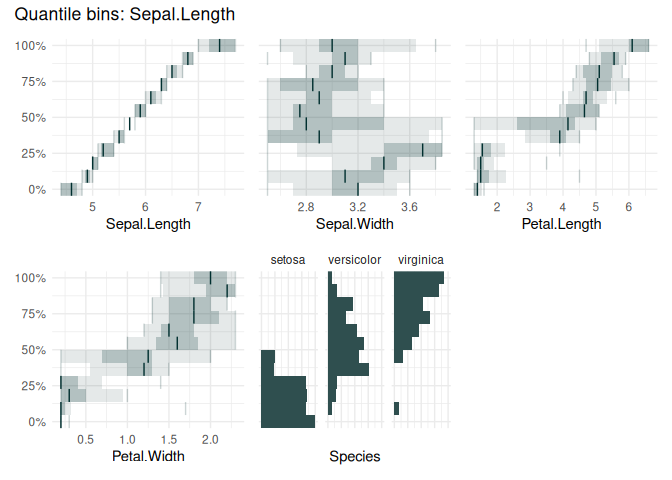 Quantile bins: Sepal.Length
100%
75%
50%
25%
0%
5 6 7
Sepal.Length
2.8 3.2 3.6
Sepal.Width
2 3 4 5 6
Petal.Length
setosa versicolor virginica
100%
75%
50%
25%
0%
0.5 1.0 1.5 2.0
Petal.Width
Species